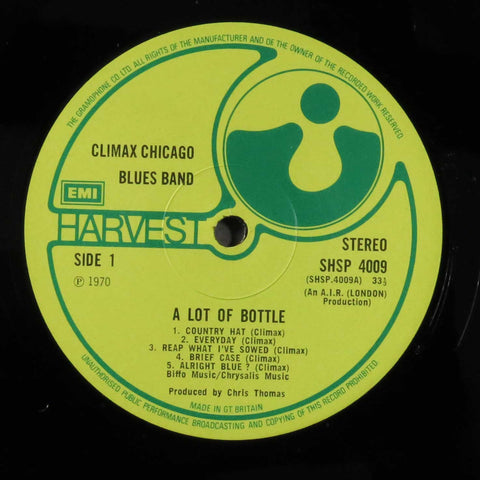 THE GRAMOPHONE CO LTD. ALL RIGHTS OF THE MANUFACTURER AND OF THE OWNER OF THE RECORDED WORK RESERVED
CLIMAX CHICAGO
BLUES BAND
EMI
HARVEST
SIDE 1
℗ 1970
STEREO
SHSP 4009
(SHSP.4009A) 33⅓
(An A.I.R. (LONDON)
Production)
A LOT OF BOTTLE
1. COUNTRY HAT (Climax)
2. EVERYDAY (Climax)
3. REAP WHAT I'VE SOWED (Climax)
4. BRIEF CASE (Climax)
5. ALRIGHT BLUE? (Climax)
Biffo Music/Chrysalis Music
Produced by Chris Thomas
MADE IN GT BRITAIN
UNAUTHORISED PUBLIC PERFORMANCE BROADCASTING AND COPYING OF THIS RECORD PROHIBITED.